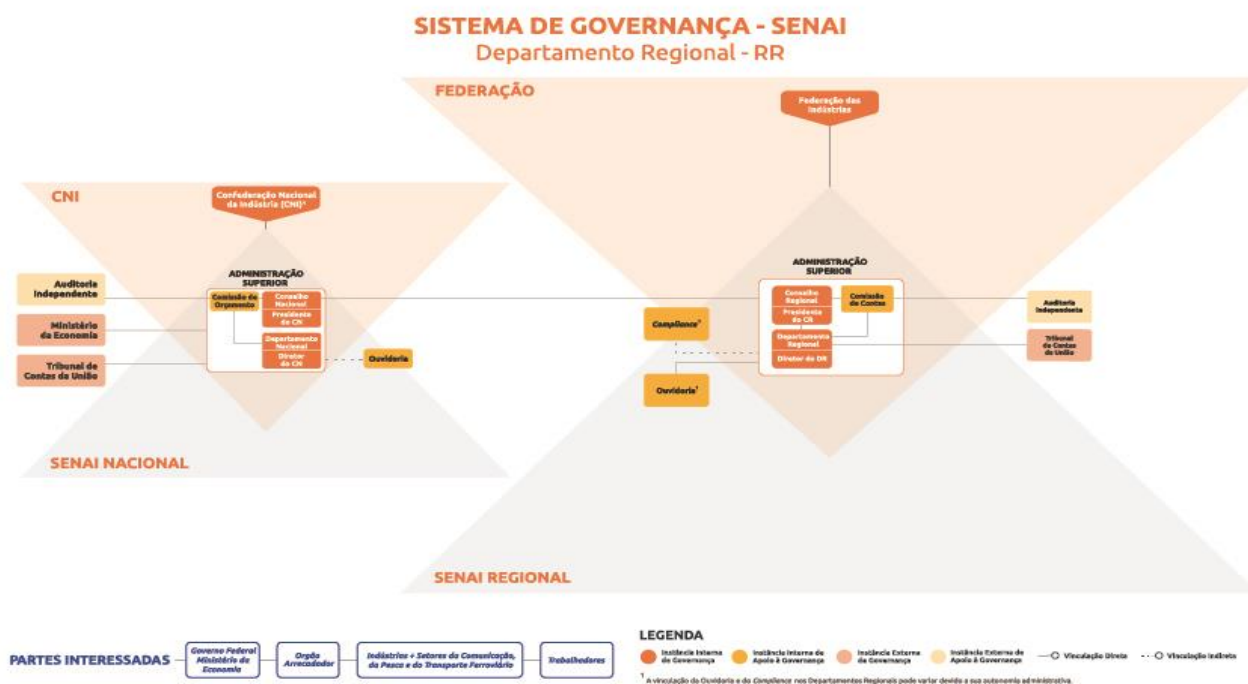 SISTEMA DE GOVERNANÇA - SENAI
Departamento Regional - RR
FEDERAÇÃO
Federação das
Indústrias
CNI
Confederação Nacional
da Indústria (CNI)
ADMINISTRAÇÃO
SUPERIOR
Auditoria
Independente
Ministério
da Economia
Tribunal de
Contas da União
Comissão de
Orçamento
Conselho
Nacional
Presidente
do CN
Departamento
Nacional
Diretor
do CN
Ouvidoria
SENAI NACIONAL
ADMINISTRAÇÃO
SUPERIOR
Compliance¹
Ouvidoria¹
Conselho
Regional
Presidente
do CR
Departamento
Regional
Diretor do DR
Comissão
de Contas
Auditoria
Independente
Tribunal
de Contas
da União
SENAI REGIONAL
PARTES INTERESSADAS
Governo Federal
Ministério de
Economia
Orgão
Arrecadador
Indústrias + Setores da Comunicação,
da Pesca e do Transporte Ferroviário
Trabalhadores
LEGENDA
Instância Interna
de Governança
Instância Interna de
Apoio à Governança
Instância Externa
de Governança
Instância Externa de
Apoio à Governança
Vinculação Direta
Vinculação Indireta
¹ A vinculação da Ouvidoria e do Compliance nos Departamentos Regionais pode variar devido a sua autonomia administrativa.